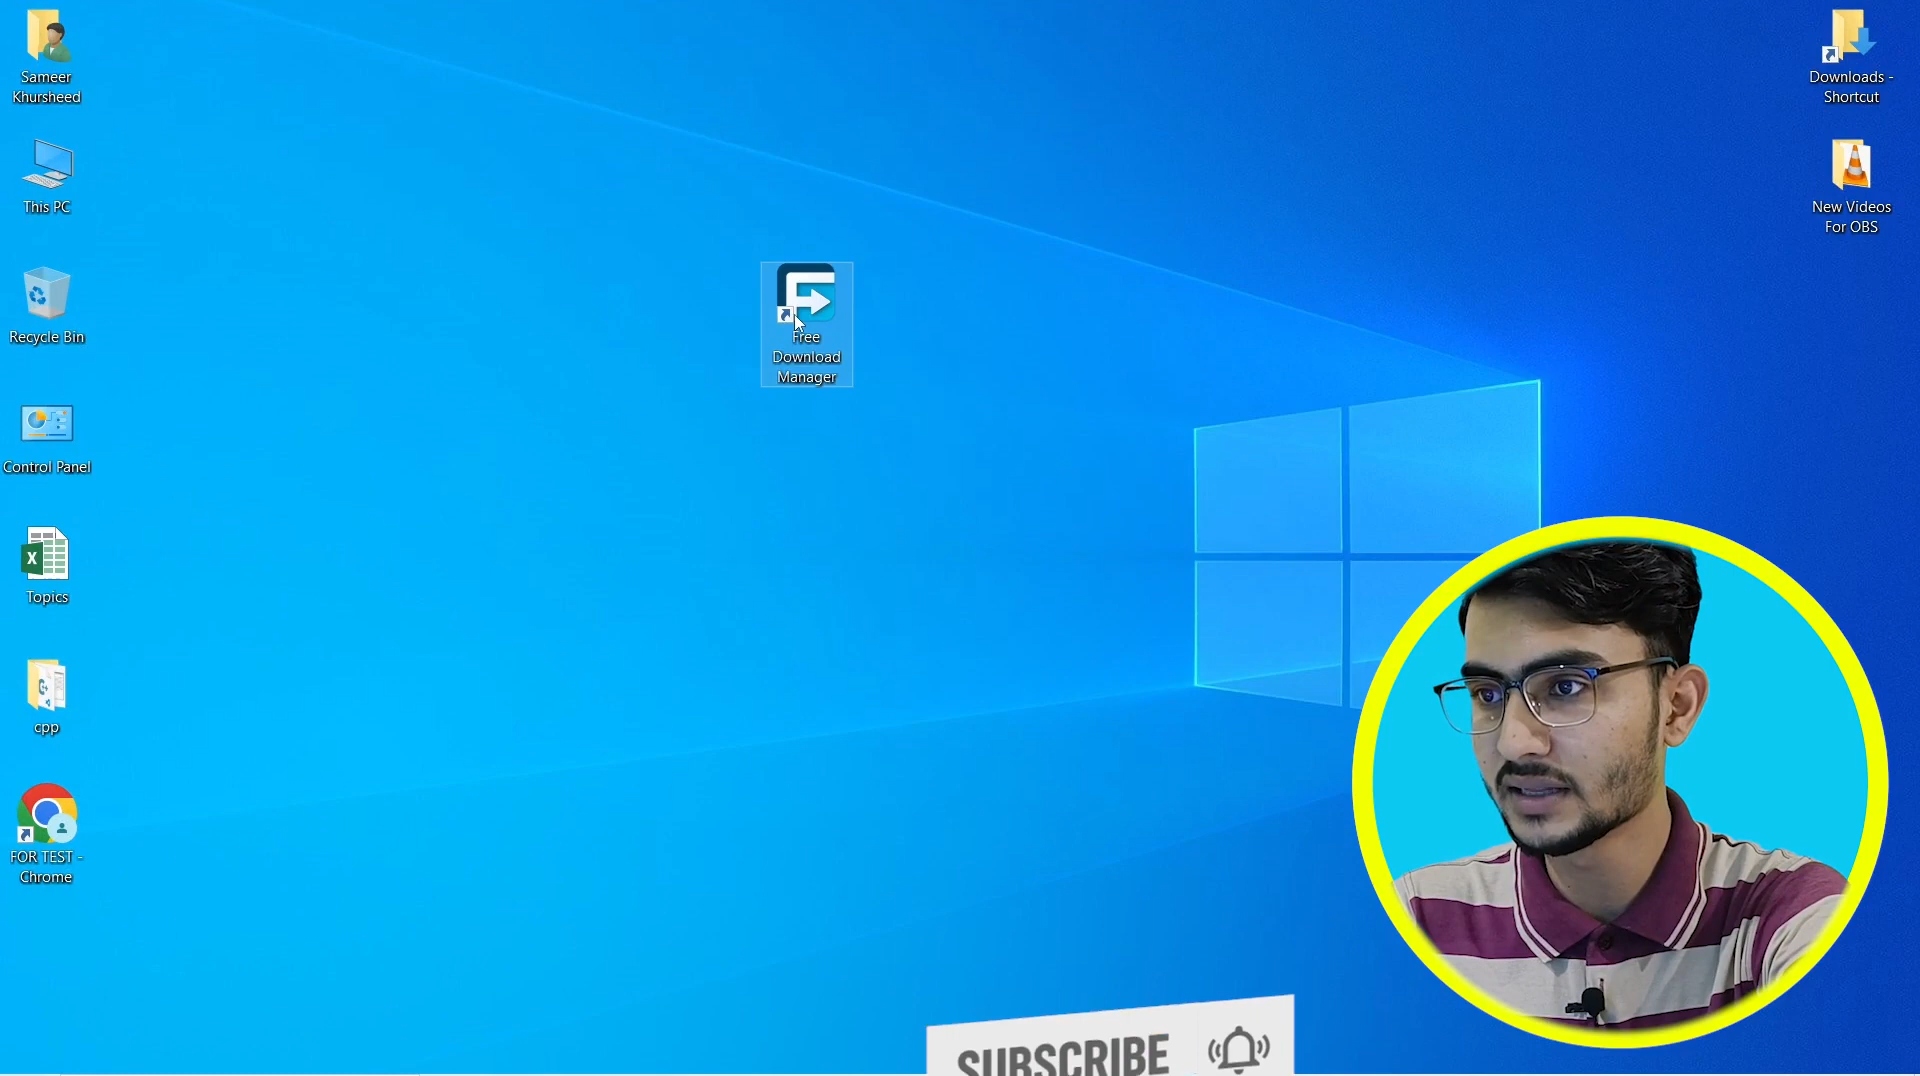 Sameer
Khursheed
This PC
Recycle Bin
Control Panel
Topics
cpp
FOR TEST -
Chrome
Free
Download
Manager
Downloads -
Shortcut
New Videos
For OBS
SUBSCRIBE